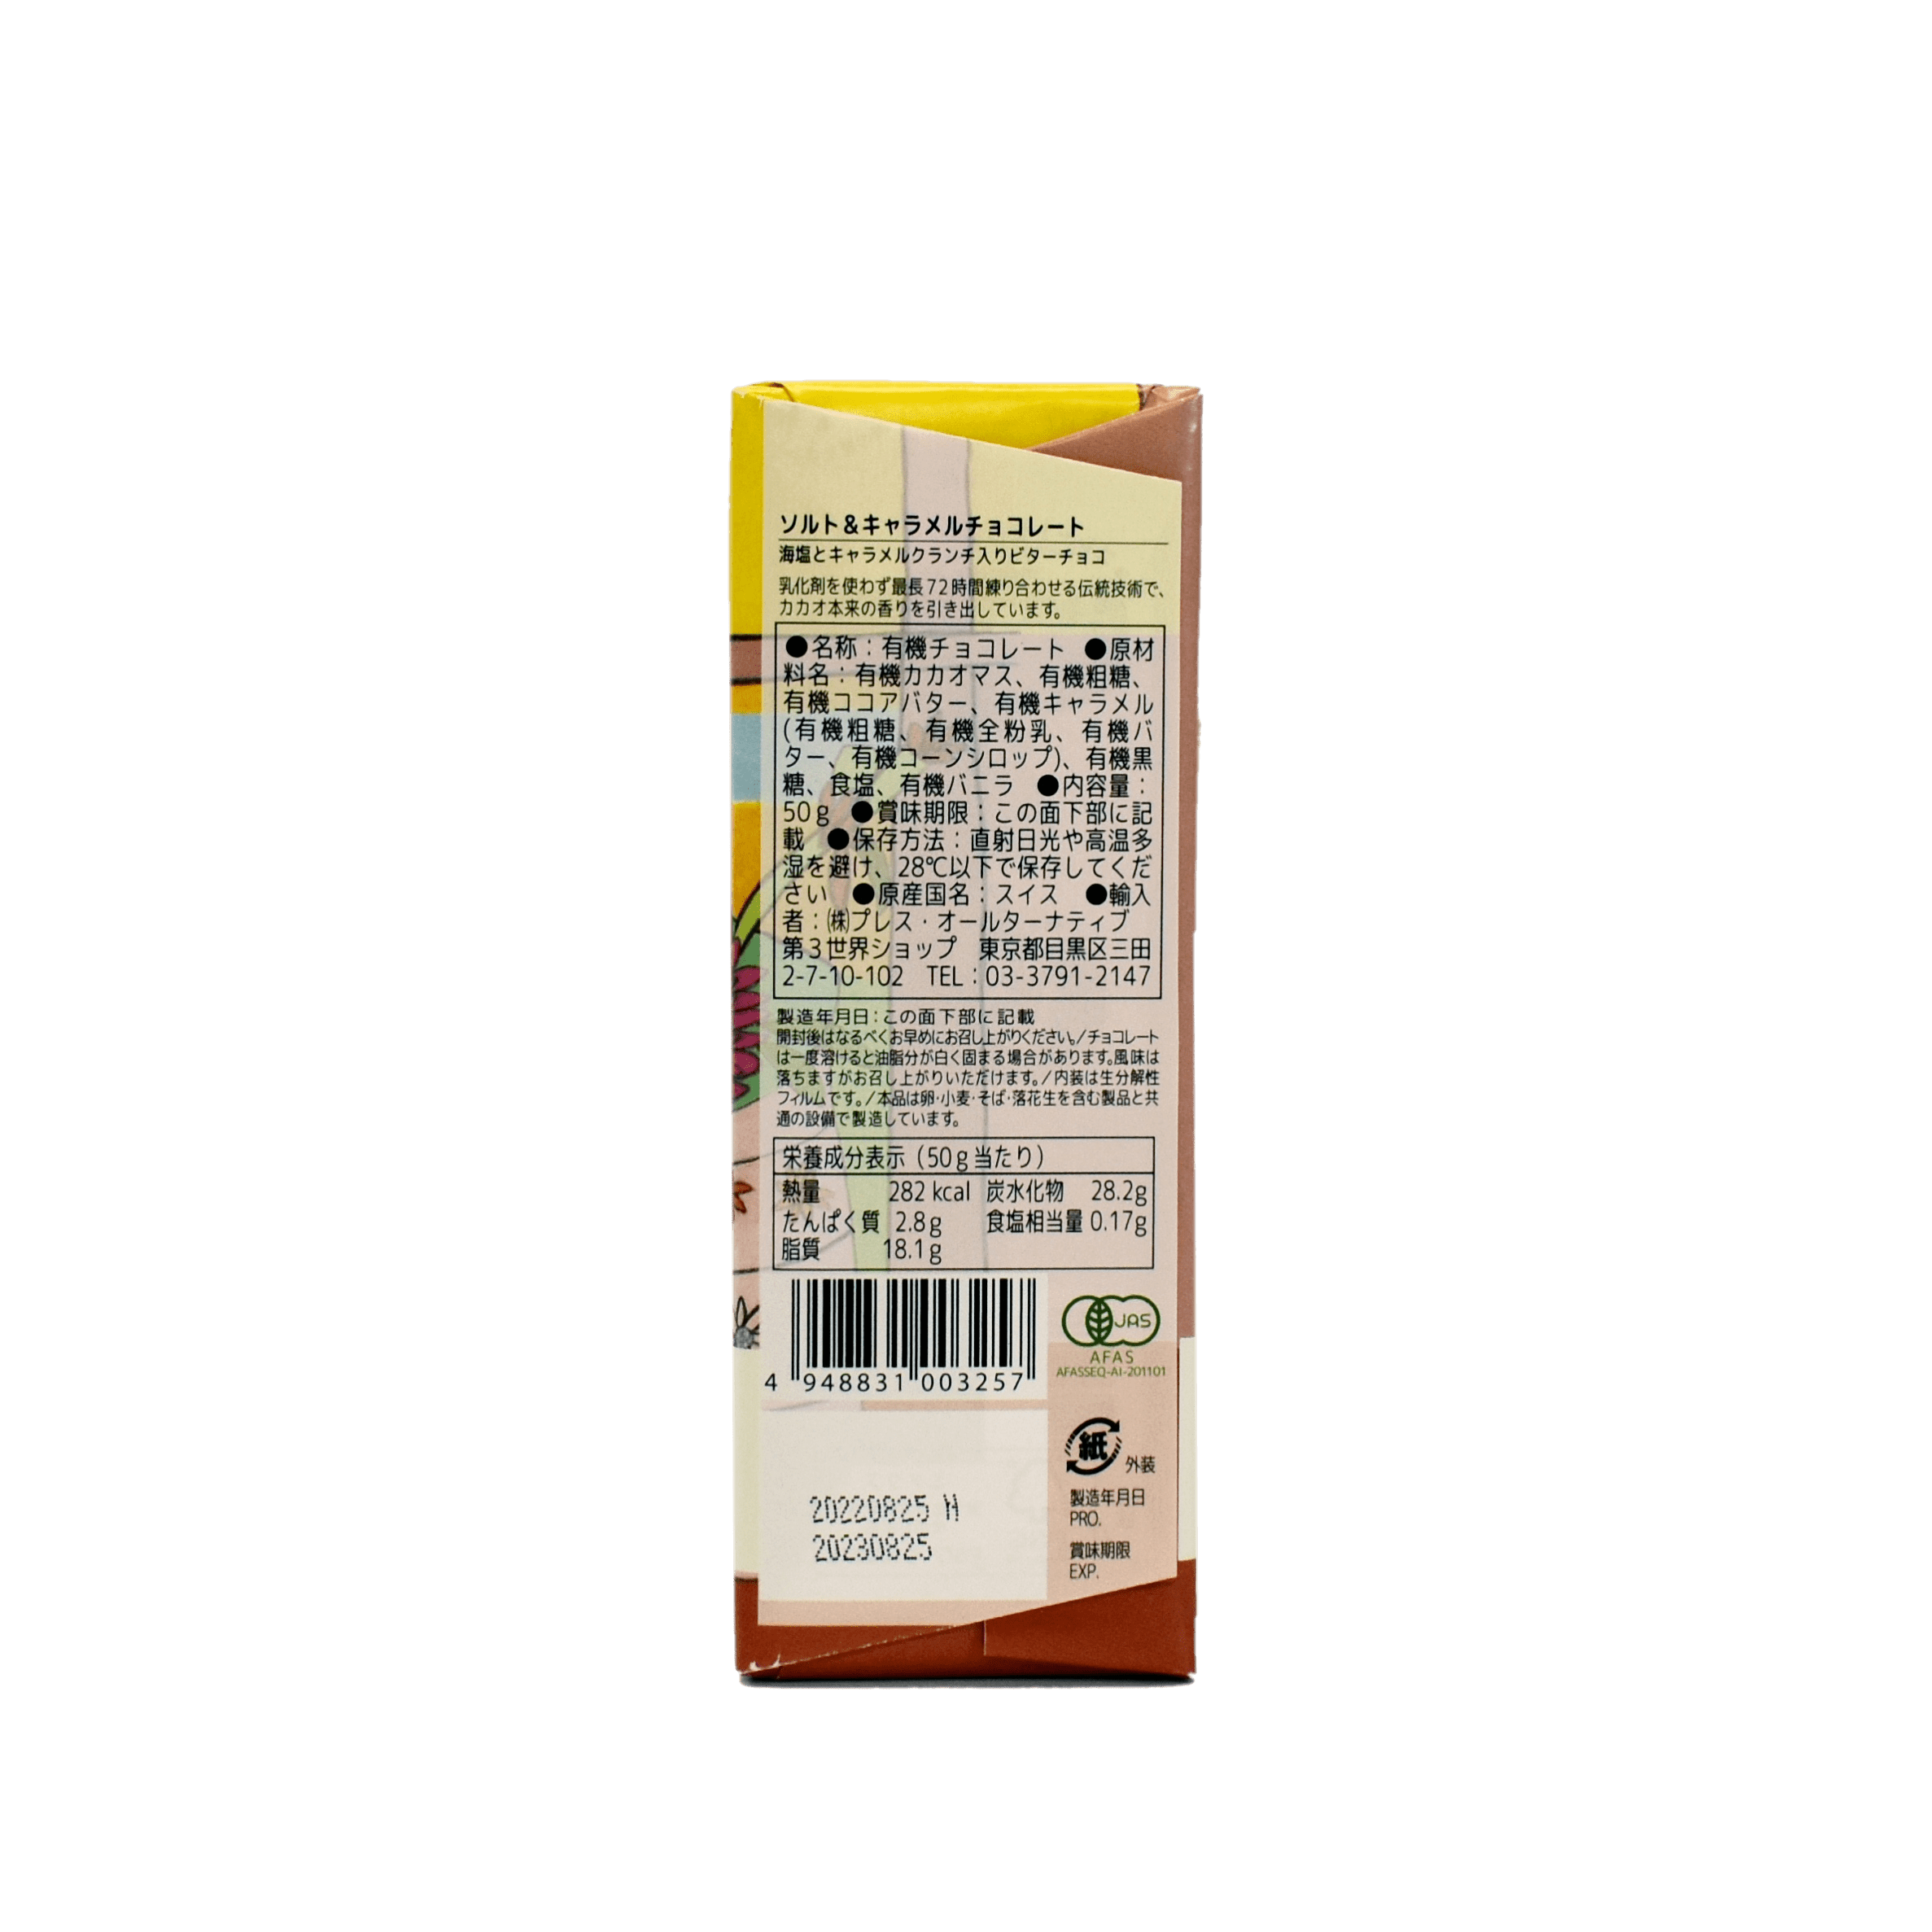 ソルト＆キャラメルチョコレート
海塩とキャラメルクランチ入りビターチョコ
乳化剤を使わず最長72時間練り合わせる伝統技術で、
カカオ本来の香りを引き出しています。
●名称：有機チョコレート ●原材
料名：有機カカオマス、有機粗糖、
有機ココアバター、有機キャラメル
(有機粗糖、有機全粉乳、有機バ
ター、有機コーンシロップ)、有機黒
糖、食塩、有機バニラ ●内容量：
50g ●賞味期限：この面下部に記
載 ●保存方法：直射日光や高温多
湿を避け、28℃以下で保存してくだ
さい ●原産国名：スイス ●輸入
者：㈱プレス・オールターナティブ
第3世界ショップ 東京都目黒区三田
2-7-10-102 TEL：03-3791-2147
製造年月日：この面下部に記載
開封後はなるべくお早めにお召し上がりください。/チョコレート
は一度溶けると油脂分が白く固まる場合があります。風味は
落ちますがお召し上がりいただけます。/内装は生分解性
フィルムです。/本品は卵・小麦・そば・落花生を含む製品と共
通の設備で製造しています。
栄養成分表示（50g当たり）
熱量 282 kcal 炭水化物 28.2g
たんぱく質 2.8g 食塩相当量 0.17g
脂質 18.1g
JAS
AFAS
AFASSEQ-AI-201101
4 948831 003257
紙 外装
製造年月日
PRO.
20220825 N
賞味期限
EXP.
20230825